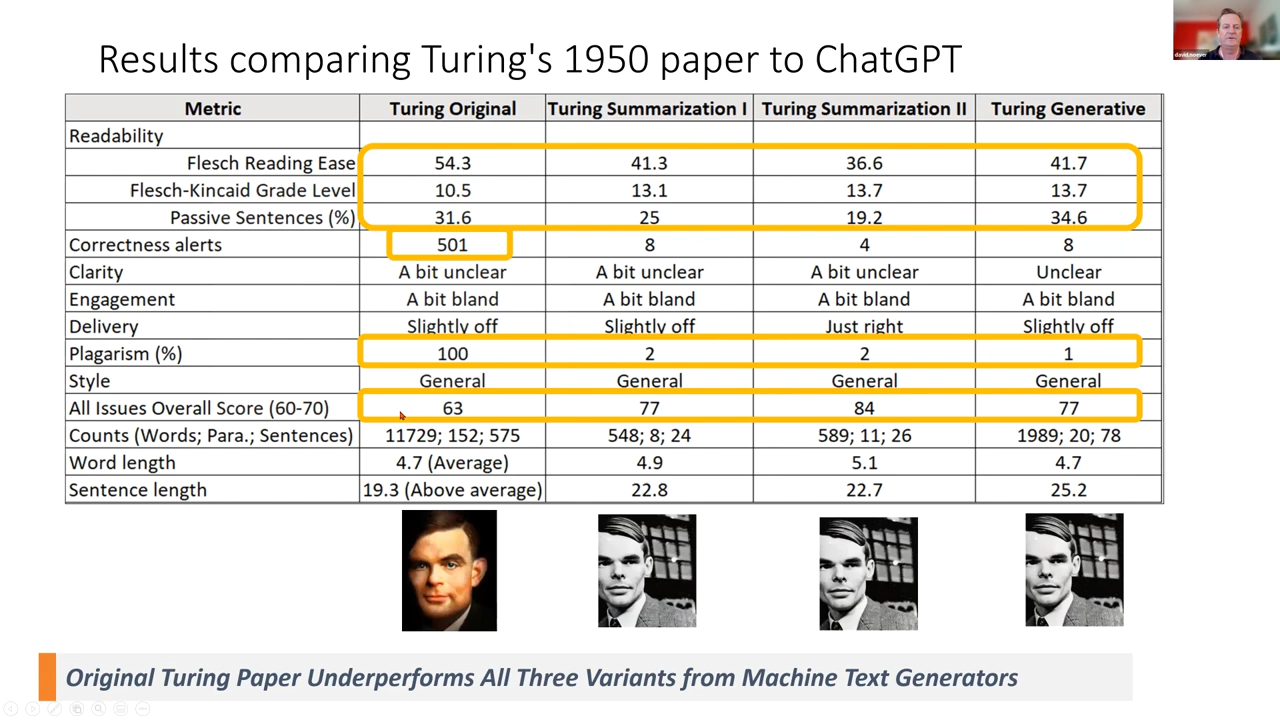 Results comparing Turing's 1950 paper to ChatGPT
david.noever
Metric Turing Original Turing Summarization I Turing Summarization II Turing Generative
Readability
Flesch Reading Ease 54.3 41.3 36.6 41.7
Flesch-Kincaid Grade Level 10.5 13.1 13.7 13.7
Passive Sentences (%) 31.6 25 19.2 34.6
Correctness alerts 501 8 4 8
Clarity A bit unclear A bit unclear A bit unclear Unclear
Engagement A bit bland A bit bland A bit bland A bit bland
Delivery Slightly off Slightly off Just right Slightly off
Plagarism (%) 100 2 2 1
Style General General General General
All Issues Overall Score (60-70) 63 77 84 77
Counts (Words; Para.; Sentences) 11729; 152; 575 548; 8; 24 589; 11; 26 1989; 20; 78
Word length 4.7 (Average) 4.9 5.1 4.7
Sentence length 19.3 (Above average) 22.8 22.7 25.2
Original Turing Paper Underperforms All Three Variants from Machine Text Generators